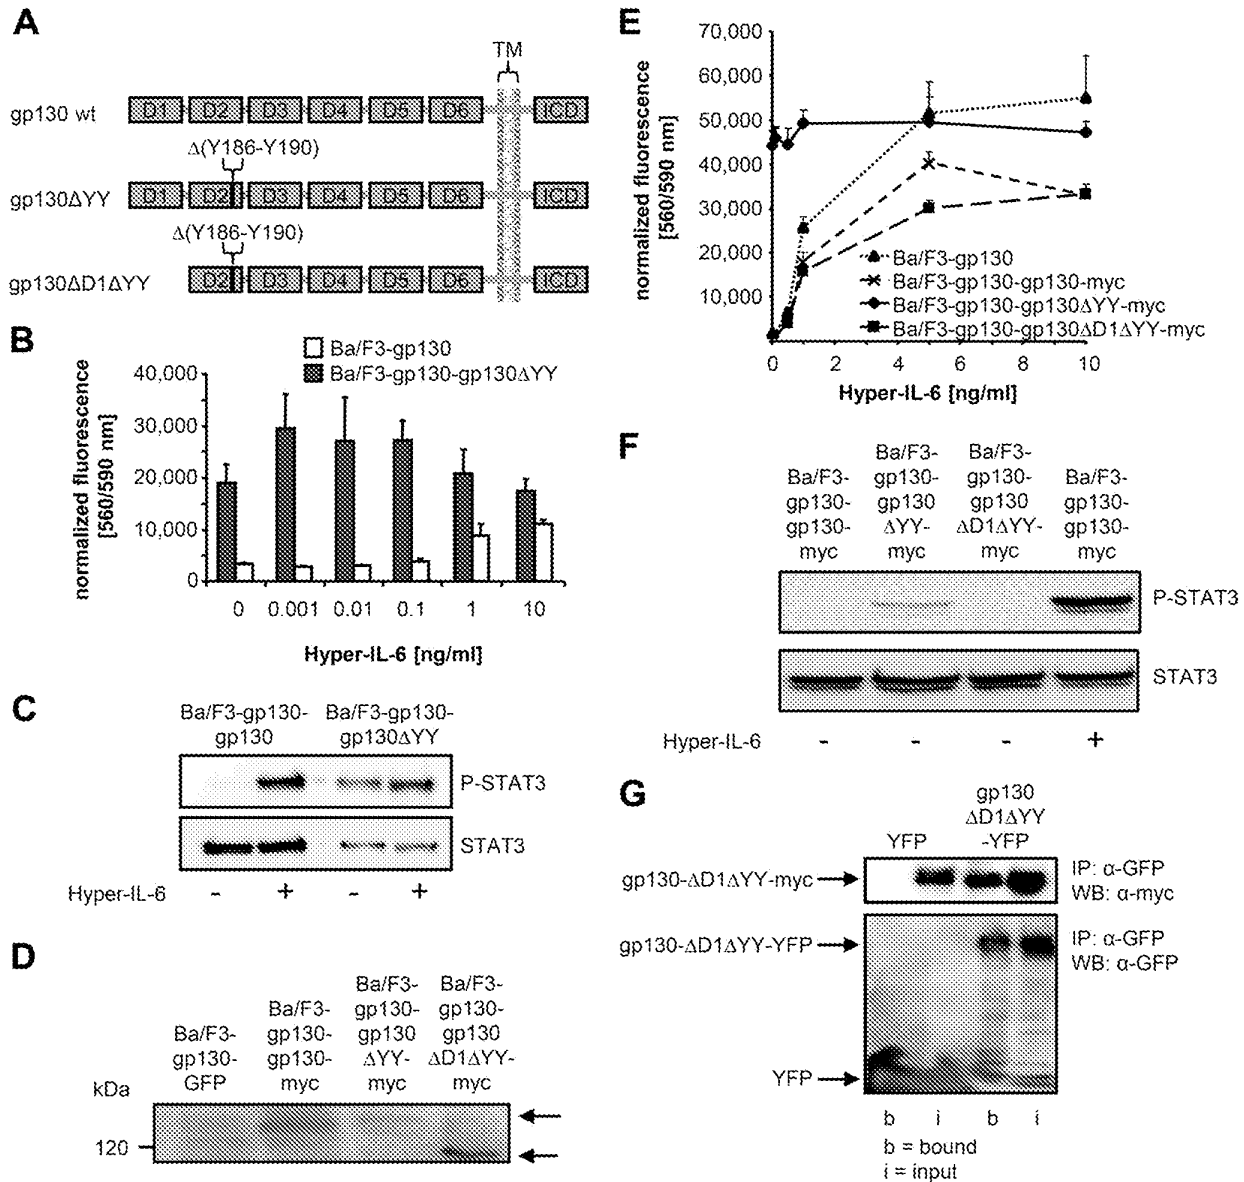 A
TM
gp130 wt
D1 D2 D3 D4 D5 D6 ICD
Δ(Y186-Y190)
gp130ΔYY
D1 D2 D3 D4 D5 D6 ICD
Δ(Y186-Y190)
gp130ΔD1ΔYY
D2 D3 D4 D5 D6 ICD
B
Ba/F3-gp130
Ba/F3-gp130-gp130ΔYY
normalized fluorescence
[560/590 nm]
40,000
30,000
20,000
10,000
0
0 0.001 0.01 0.1 1 10
Hyper-IL-6 [ng/ml]
C
Ba/F3-gp130-
gp130
Ba/F3-gp130-
gp130ΔYY
P-STAT3
STAT3
Hyper-IL-6 - + - +
D
kDa
Ba/F3-
gp130-
GFP
Ba/F3-
gp130-
gp130-
myc
Ba/F3-
gp130-
gp130
ΔYY-
myc
Ba/F3-
gp130-
gp130
ΔD1ΔYY-
myc
120
E
normalized fluorescence
[560/590 nm]
70,000
60,000
50,000
40,000
30,000
20,000
10,000
Ba/F3-gp130
Ba/F3-gp130-gp130-myc
Ba/F3-gp130-gp130ΔYY-myc
Ba/F3-gp130-gp130ΔD1ΔYY-myc
0 2 4 6 8 10
Hyper-IL-6 [ng/ml]
F
Ba/F3-
gp130-
gp130-
myc
Ba/F3-
gp130-
gp130
ΔYY-
myc
Ba/F3-
gp130-
gp130
ΔD1ΔYY-
myc
Ba/F3-
gp130-
gp130-
myc
P-STAT3
STAT3
Hyper-IL-6 - - - +
G
YFP
gp130
ΔD1ΔYY
-YFP
gp130-ΔD1ΔYY-myc
IP: α-GFP
WB: α-myc
gp130-ΔD1ΔYY-YFP
IP: α-GFP
WB: α-GFP
YFP
b i b i
b = bound
i = input